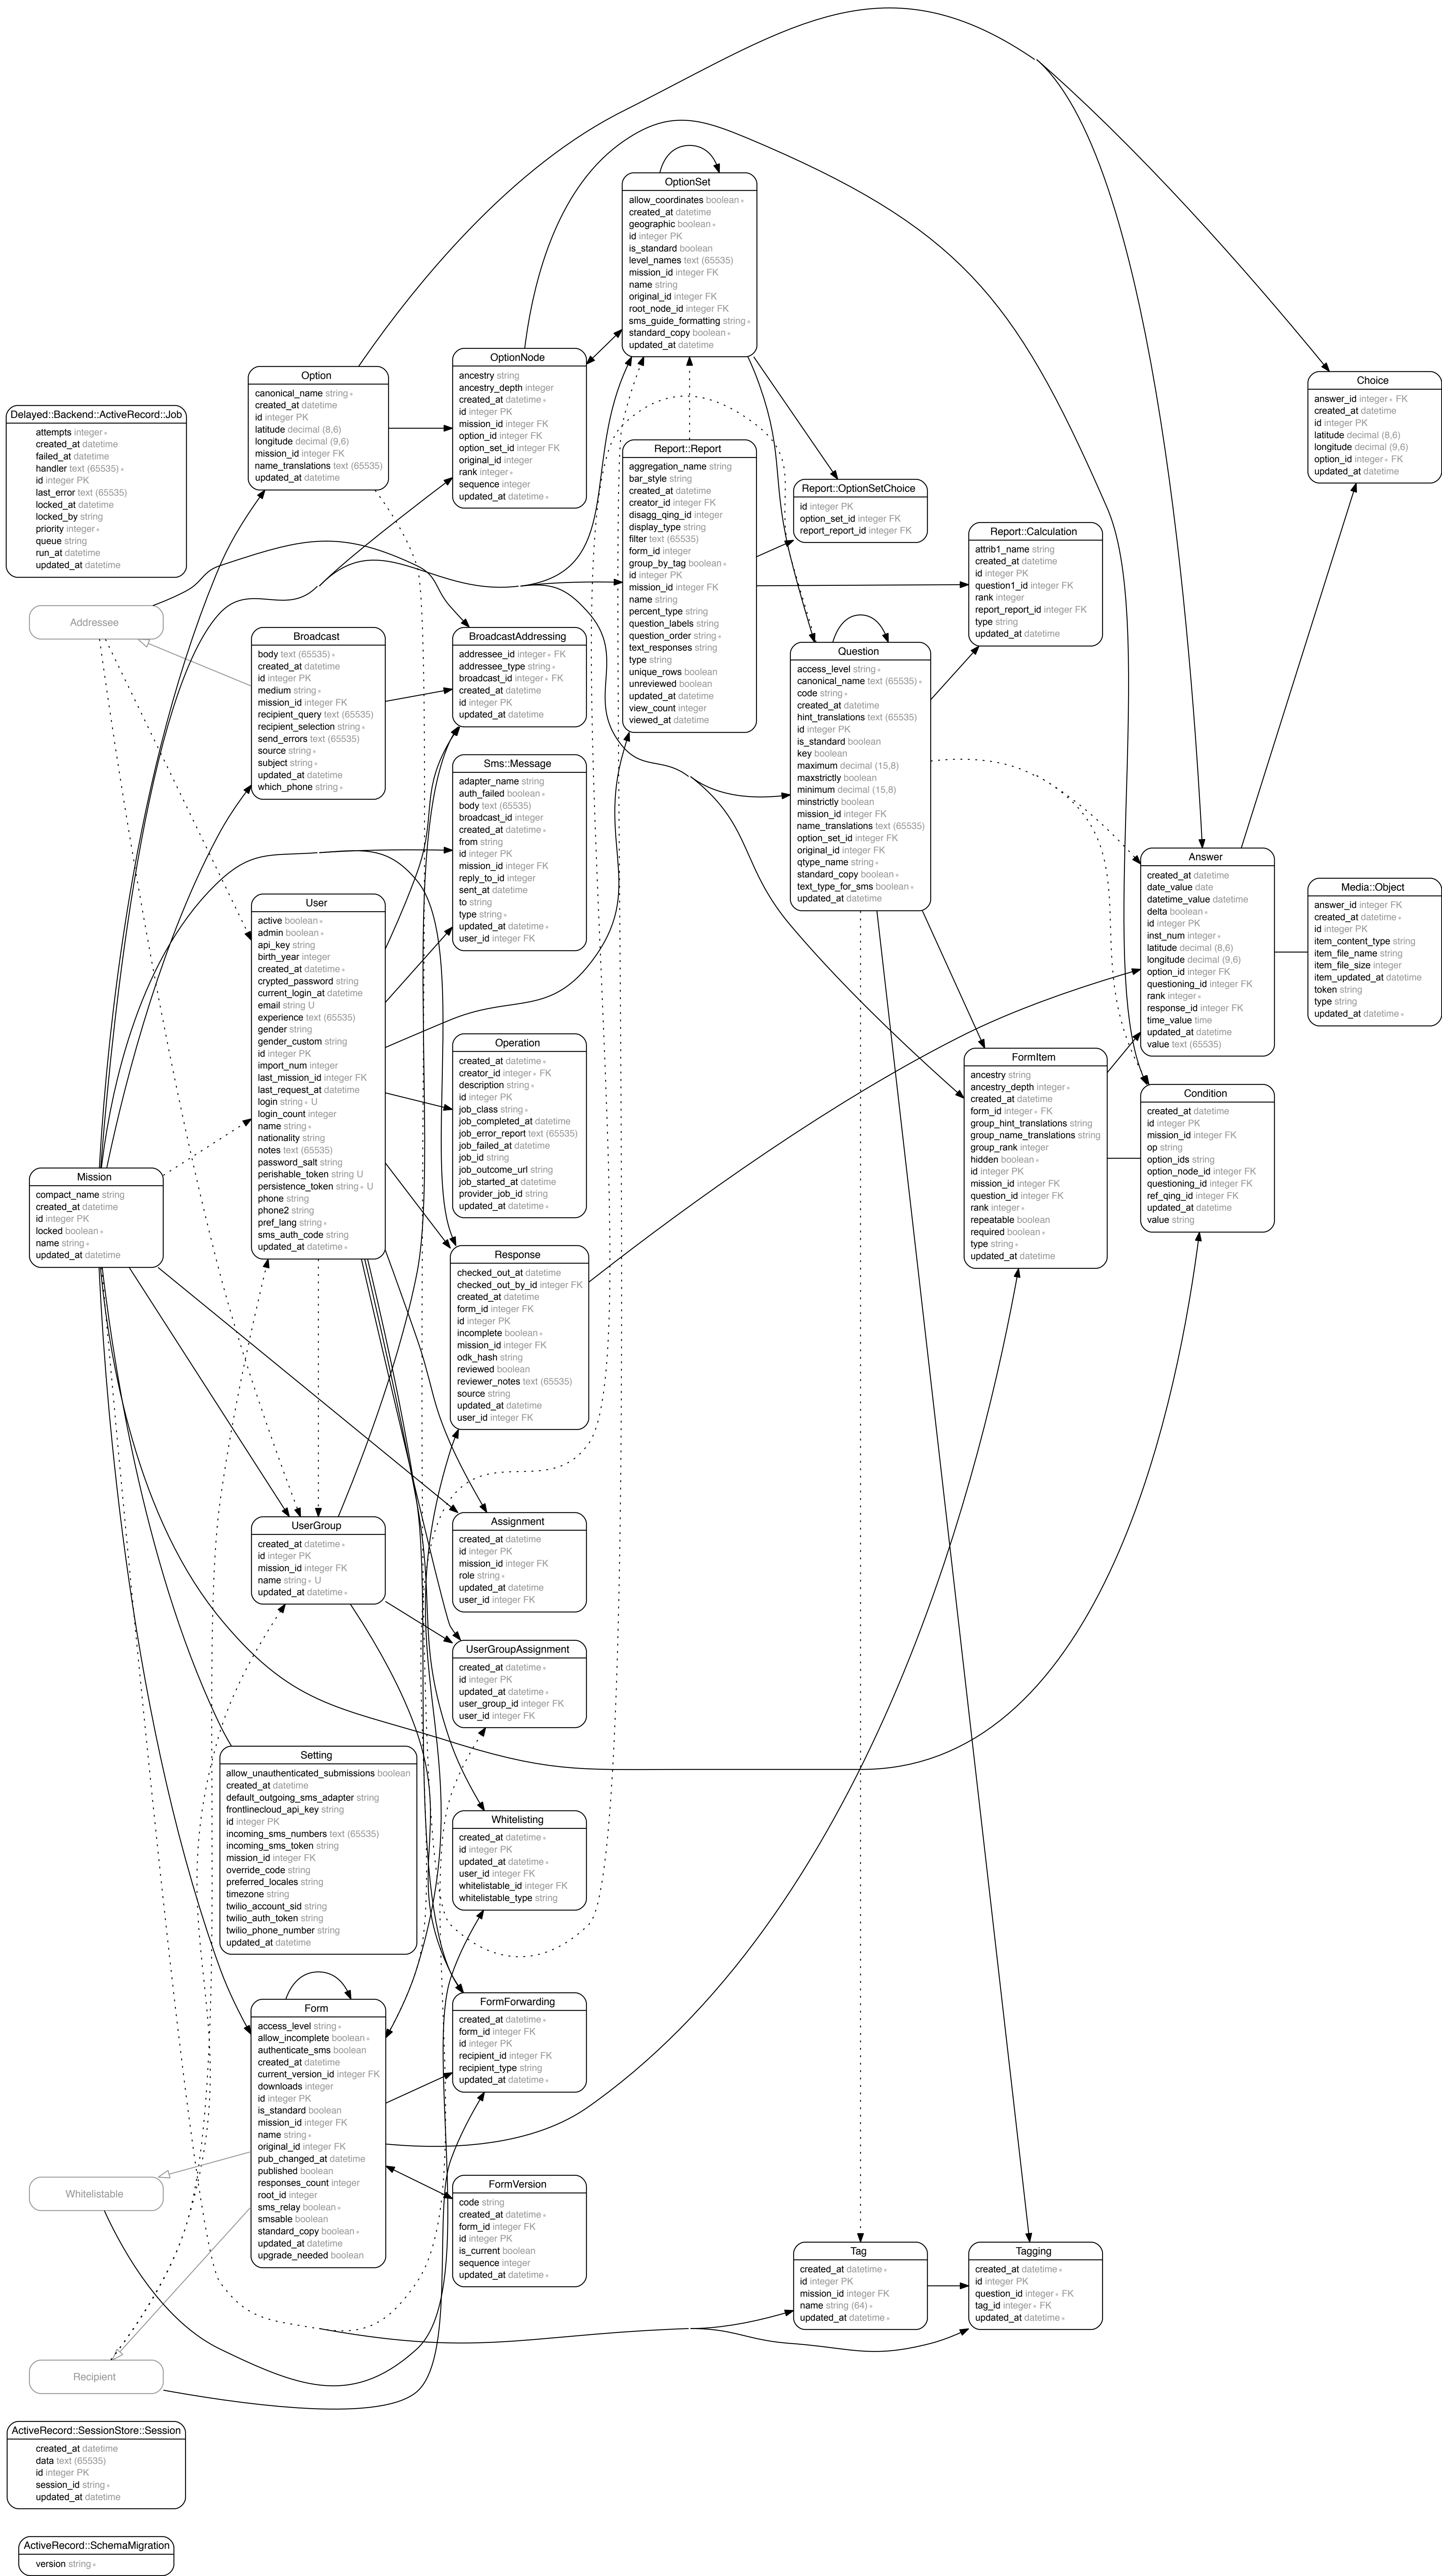 OptionSet
allow_coordinates boolean ∗
created_at datetime
geographic boolean ∗
id integer PK
is_standard boolean
level_names text (65535)
mission_id integer FK
name string
original_id integer FK
root_node_id integer FK
sms_guide_formatting string ∗
standard_copy boolean ∗
updated_at datetime
OptionNode
ancestry string
ancestry_depth integer
created_at datetime ∗
id integer PK
mission_id integer FK
option_id integer FK
option_set_id integer FK
original_id integer
rank integer ∗
sequence integer
updated_at datetime ∗
Option
canonical_name string ∗
created_at datetime
id integer PK
latitude decimal (8,6)
longitude decimal (9,6)
mission_id integer FK
name_translations text (65535)
updated_at datetime
Choice
answer_id integer ∗ FK
created_at datetime
id integer PK
latitude decimal (8,6)
longitude decimal (9,6)
option_id integer ∗ FK
updated_at datetime
Delayed::Backend::ActiveRecord::Job
attempts integer ∗
created_at datetime
failed_at datetime
handler text (65535) ∗
id integer PK
last_error text (65535)
locked_at datetime
locked_by string
priority integer ∗
queue string
run_at datetime
updated_at datetime
Report::Report
aggregation_name string
bar_style string
created_at datetime
creator_id integer FK
disagg_qing_id integer
display_type string
filter text (65535)
form_id integer
group_by_tag boolean ∗
id integer PK
mission_id integer FK
name string
percent_type string
question_labels string
question_order string ∗
text_responses string
type string
unique_rows boolean
unreviewed boolean
updated_at datetime
view_count integer
viewed_at datetime
Report::OptionSetChoice
id integer PK
option_set_id integer FK
report_report_id integer FK
Report::Calculation
attrib1_name string
created_at datetime
id integer PK
question1_id integer FK
rank integer
report_report_id integer FK
type string
updated_at datetime
Addressee
Broadcast
body text (65535) ∗
created_at datetime
id integer PK
medium string ∗
mission_id integer FK
recipient_query text (65535)
recipient_selection string ∗
send_errors text (65535)
source string ∗
subject string ∗
updated_at datetime
which_phone string ∗
BroadcastAddressing
addressee_id integer ∗ FK
addressee_type string ∗
broadcast_id integer ∗ FK
created_at datetime
id integer PK
updated_at datetime
Question
access_level string ∗
canonical_name text (65535) ∗
code string ∗
created_at datetime
hint_translations text (65535)
id integer PK
is_standard boolean
key boolean
maximum decimal (15,8)
maxstrictly boolean
minimum decimal (15,8)
minstrictly boolean
mission_id integer FK
name_translations text (65535)
option_set_id integer FK
original_id integer FK
qtype_name string ∗
standard_copy boolean ∗
text_type_for_sms boolean ∗
updated_at datetime
Sms::Message
adapter_name string
auth_failed boolean ∗
body text (65535)
broadcast_id integer
created_at datetime ∗
from string
id integer PK
mission_id integer FK
reply_to_id integer
sent_at datetime
to string
type string ∗
updated_at datetime ∗
user_id integer FK
Answer
created_at datetime
date_value date
datetime_value datetime
delta boolean ∗
id integer PK
inst_num integer ∗
latitude decimal (8,6)
longitude decimal (9,6)
option_id integer FK
questioning_id integer FK
rank integer ∗
response_id integer FK
time_value time
updated_at datetime
value text (65535)
Media::Object
answer_id integer FK
created_at datetime ∗
id integer PK
item_content_type string
item_file_name string
item_file_size integer
item_updated_at datetime
token string
type string
updated_at datetime ∗
User
active boolean ∗
admin boolean ∗
api_key string
birth_year integer
created_at datetime ∗
crypted_password string
current_login_at datetime
email string U
experience text (65535)
gender string
gender_custom string
id integer PK
import_num integer
last_mission_id integer FK
last_request_at datetime
login string ∗ U
login_count integer
name string ∗
nationality string
notes text (65535)
password_salt string
perishable_token string U
persistence_token string ∗ U
phone string
phone2 string
pref_lang string ∗
sms_auth_code string
updated_at datetime ∗
Operation
created_at datetime ∗
creator_id integer ∗ FK
description string ∗
id integer PK
job_class string ∗
job_completed_at datetime
job_error_report text (65535)
job_failed_at datetime
job_id string
job_outcome_url string
job_started_at datetime
provider_job_id string
updated_at datetime ∗
FormItem
ancestry string
ancestry_depth integer ∗
created_at datetime
form_id integer ∗ FK
group_hint_translations string
group_name_translations string
group_rank integer
hidden boolean ∗
id integer PK
mission_id integer FK
question_id integer FK
rank integer ∗
repeatable boolean
required boolean ∗
type string ∗
updated_at datetime
Condition
created_at datetime
id integer PK
mission_id integer FK
op string
option_ids string
option_node_id integer FK
questioning_id integer FK
ref_qing_id integer FK
updated_at datetime
value string
Mission
compact_name string
created_at datetime
id integer PK
locked boolean ∗
name string ∗
updated_at datetime
Response
checked_out_at datetime
checked_out_by_id integer FK
created_at datetime
form_id integer FK
id integer PK
incomplete boolean ∗
mission_id integer FK
odk_hash string
reviewed boolean
reviewer_notes text (65535)
source string
updated_at datetime
user_id integer FK
UserGroup
created_at datetime ∗
id integer PK
mission_id integer FK
name string ∗ U
updated_at datetime ∗
Assignment
created_at datetime
id integer PK
mission_id integer FK
role string ∗
updated_at datetime
user_id integer FK
UserGroupAssignment
created_at datetime ∗
id integer PK
updated_at datetime ∗
user_group_id integer FK
user_id integer FK
Setting
allow_unauthenticated_submissions boolean
created_at datetime
default_outgoing_sms_adapter string
frontlinecloud_api_key string
id integer PK
incoming_sms_numbers text (65535)
incoming_sms_token string
mission_id integer FK
override_code string
preferred_locales string
timezone string
twilio_account_sid string
twilio_auth_token string
twilio_phone_number string
updated_at datetime
Whitelisting
created_at datetime ∗
id integer PK
updated_at datetime ∗
user_id integer FK
whitelistable_id integer FK
whitelistable_type string
Form
access_level string ∗
allow_incomplete boolean ∗
authenticate_sms boolean
created_at datetime
current_version_id integer FK
downloads integer
id integer PK
is_standard boolean
mission_id integer FK
name string ∗
original_id integer FK
pub_changed_at datetime
published boolean
responses_count integer
root_id integer
sms_relay boolean ∗
smsable boolean
standard_copy boolean ∗
updated_at datetime
upgrade_needed boolean
FormForwarding
created_at datetime ∗
form_id integer FK
id integer PK
recipient_id integer FK
recipient_type string
updated_at datetime ∗
Whitelistable
FormVersion
code string
created_at datetime ∗
form_id integer FK
id integer PK
is_current boolean
sequence integer
updated_at datetime ∗
Tag
created_at datetime ∗
id integer PK
mission_id integer FK
name string (64) ∗
updated_at datetime ∗
Tagging
created_at datetime ∗
id integer PK
question_id integer ∗ FK
tag_id integer ∗ FK
updated_at datetime ∗
Recipient
ActiveRecord::SessionStore::Session
created_at datetime
data text (65535)
id integer PK
session_id string ∗
updated_at datetime
ActiveRecord::SchemaMigration
version string ∗